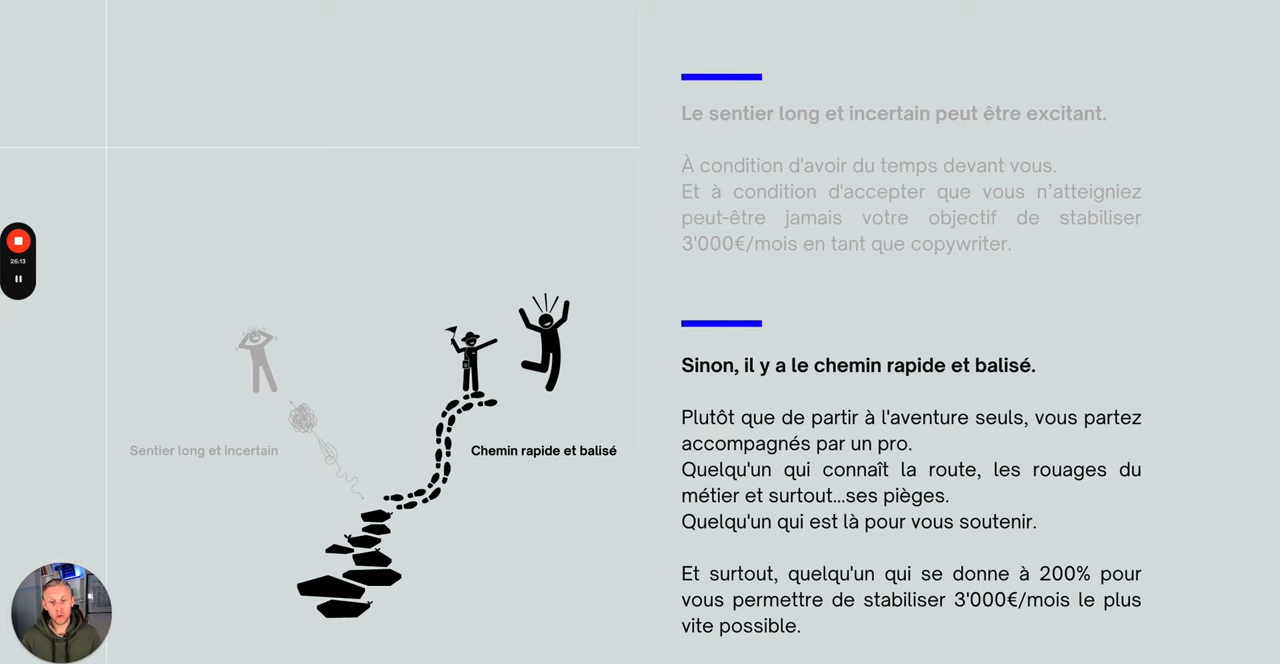 Le sentier long et incertain peut être excitant.
À condition d'avoir du temps devant vous.
Et à condition d'accepter que vous n’atteigniez
peut-être jamais votre objectif de stabiliser
3'000€/mois en tant que copywriter.
26:13
Sentier long et incertain
Chemin rapide et balisé
Sinon, il y a le chemin rapide et balisé.
Plutôt que de partir à l'aventure seuls, vous partez
accompagnés par un pro.
Quelqu'un qui connaît la route, les rouages du
métier et surtout...ses pièges.
Quelqu'un qui est là pour vous soutenir.
Et surtout, quelqu'un qui se donne à 200% pour
vous permettre de stabiliser 3'000€/mois le plus
vite possible.